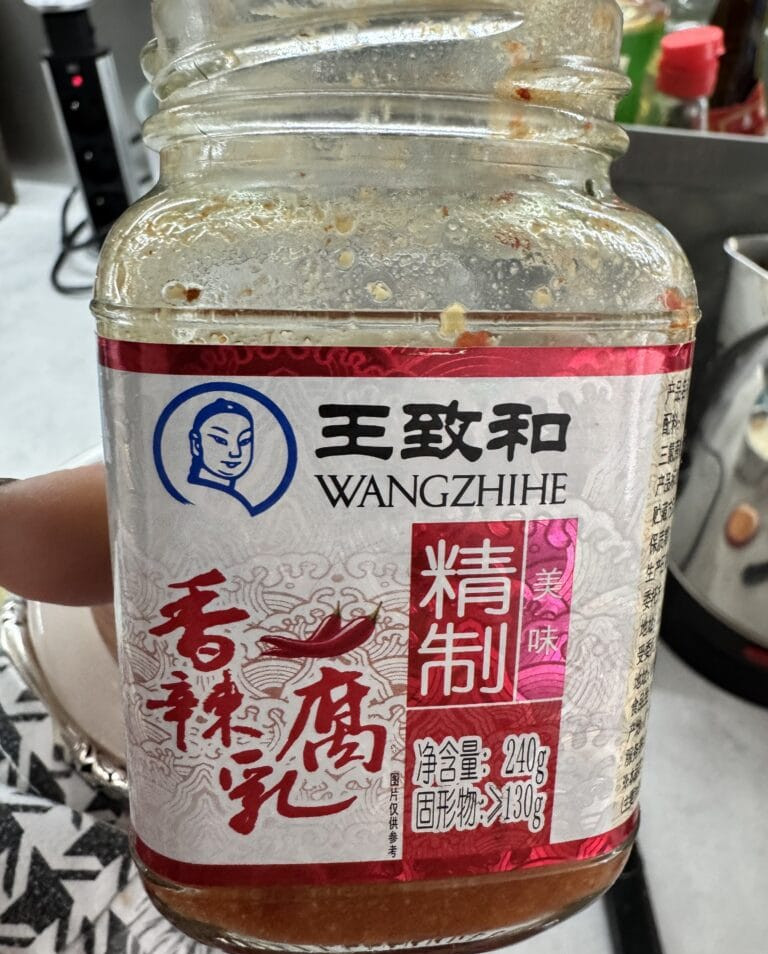 王致和
WANGZHIHE
精制
美味
香辣腐乳
净含量: 240g
固形物:≥130g
图片仅供参考